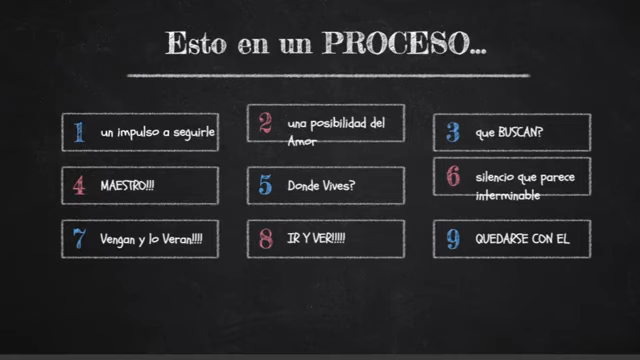 Esto en un PROCESO...
1 un impulso a seguirle
2 una posibilidad del
Amor
3 que BUSCAN?
4 MAESTRO!!!
5 Donde Vives?
6 silencio que parece
interminable
7 Vengan y lo Veran!!!!
8 IR Y VER!!!!!
9 QUEDARSE CON EL